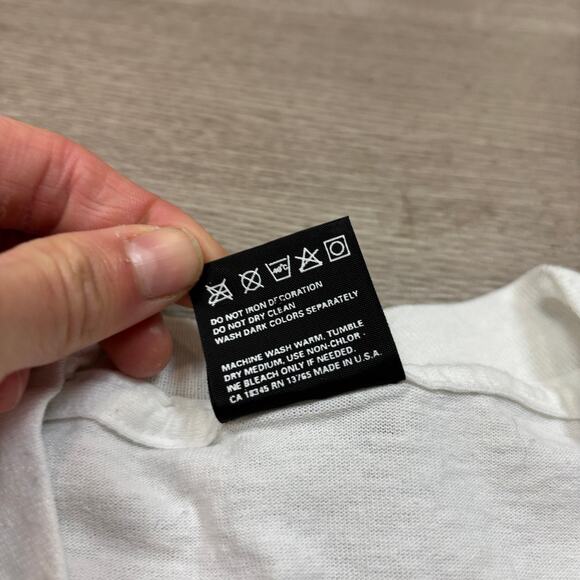 40°C
DO NOT IRON DECORATION
DO NOT DRY CLEAN
WASH DARK COLORS SEPARATELY
MACHINE WASH WARM, TUMBLE
DRY MEDIUM, USE NON-CHLOR-
INE BLEACH ONLY IF NEEDED.
CA 18345 RN 13765 MADE IN U.S.A.